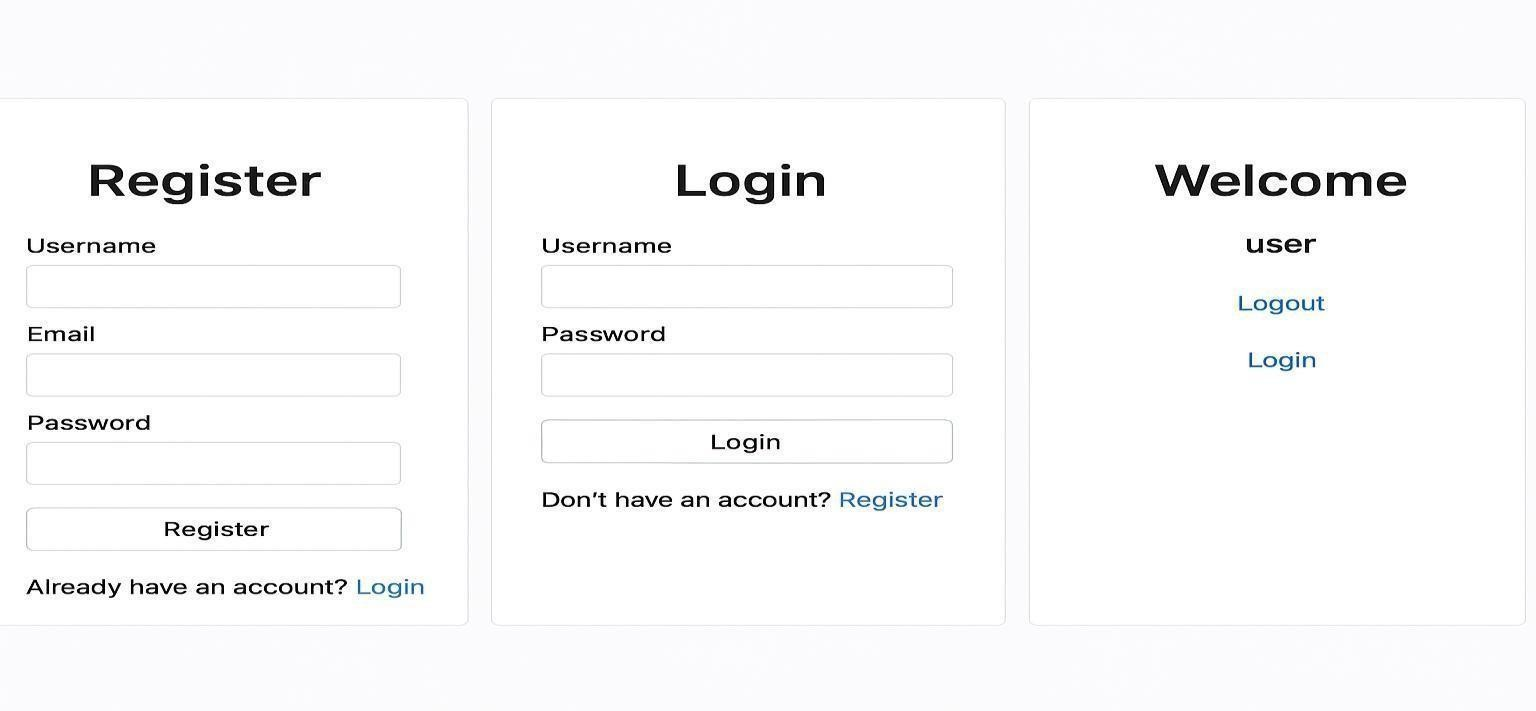 Register
Username
Email
Password
Register
Already have an account? Login
Login
Username
Password
Login
Don't have an account? Register
Welcome
user
Logout
Login